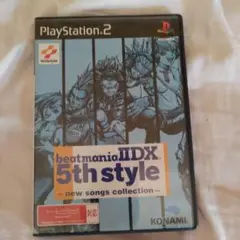 PlayStation®2
KONAMI
beatmania IIDX
5th style
– new songs collection –
KONAMI